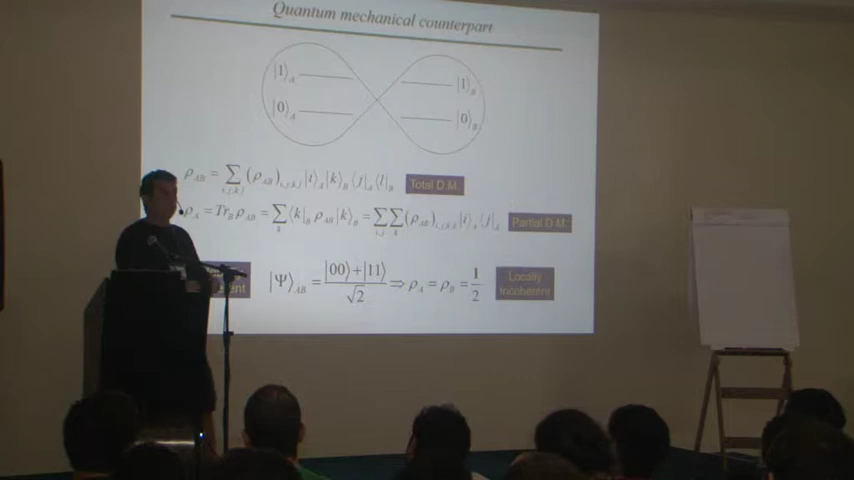 Quantum mechanical counterpart
|1⟩_A |1⟩_B
|0⟩_A |0⟩_B
ρ_AB = Σ_{i,j,k,l} (ρ_AB)_{i,j,k,l} |i⟩_A |k⟩_B ⟨j|_A ⟨l|_B Total D.M.
ρ_A = Tr_B ρ_AB = Σ_k ⟨k|_B ρ_AB |k⟩_B = Σ_{i,j} Σ_k (ρ_AB)_{i,j,k,k} |i⟩_A ⟨j|_A Partial D.M.
|Ψ⟩_AB = (|00⟩+|11⟩)/√2 ⇒ ρ_A = ρ_B = 1/2 Locally
incoherent